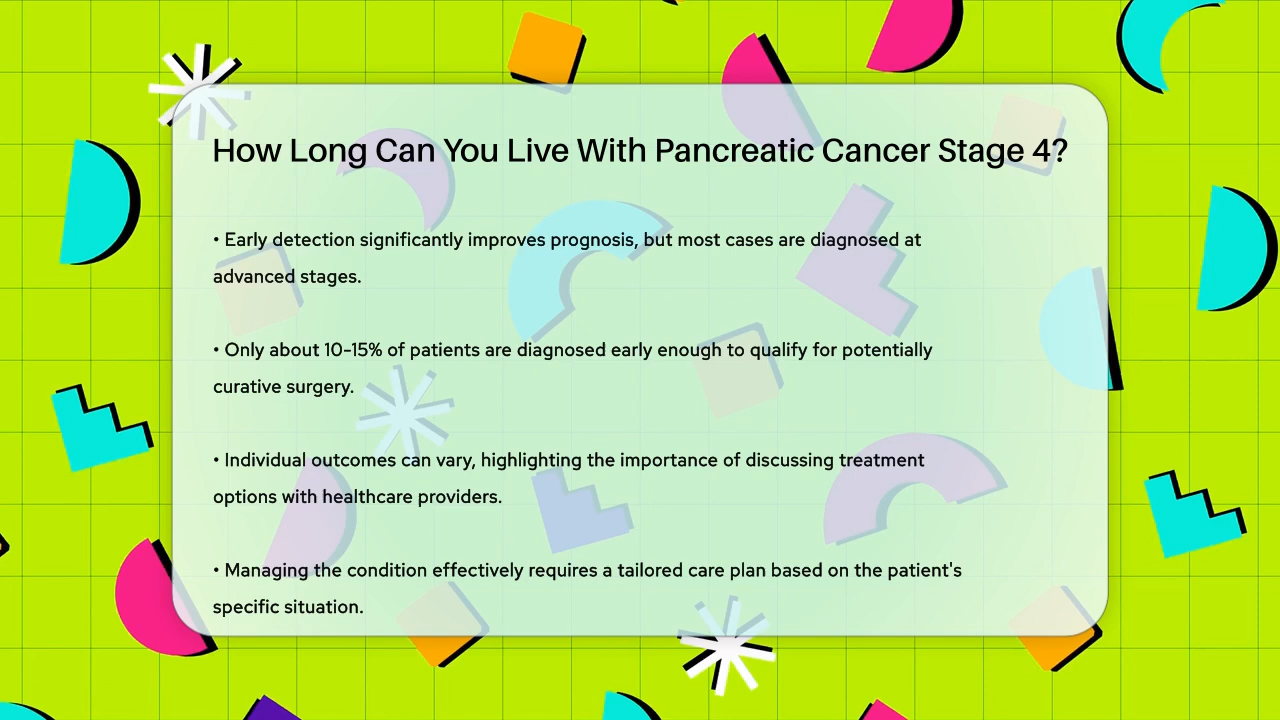 How Long Can You Live With Pancreatic Cancer Stage 4?
• Early detection significantly improves prognosis, but most cases are diagnosed at
advanced stages.
• Only about 10-15% of patients are diagnosed early enough to qualify for potentially
curative surgery.
• Individual outcomes can vary, highlighting the importance of discussing treatment
options with healthcare providers.
• Managing the condition effectively requires a tailored care plan based on the patient's
specific situation.